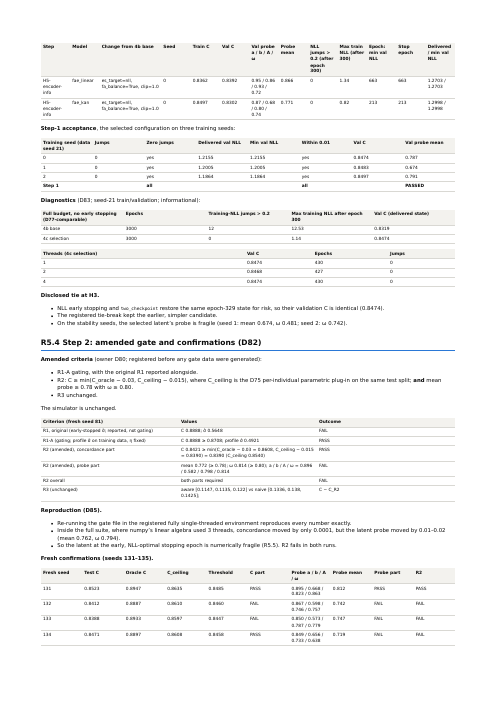 Step Model Change from 4b base Seed Train C Val C Val probe a / b / A / ω Probe mean NLL jumps > 0.2 (after epoch 300) Max train NLL (after 300) Epoch: min val NLL Stop epoch Delivered / min val NLL
H5-encoder-info fae_linear es_target=nll, fa_balance=True, clip=1.0 0 0.8362 0.8392 0.95 / 0.86 / 0.93 / 0.72 0.866 0 1.34 663 663 1.2703 / 1.2703
H5-encoder-info fae_kan es_target=nll, fa_balance=True, clip=1.0 0 0.8497 0.8302 0.87 / 0.68 / 0.80 / 0.74 0.771 0 0.82 213 213 1.2998 / 1.2998
Step-1 acceptance, the selected configuration on three training seeds:
Training seed (data seed 21) Jumps Zero jumps Delivered val NLL Min val NLL Within 0.01 Val C Val probe mean
0 0 yes 1.2155 1.2155 yes 0.8474 0.787
1 0 yes 1.2005 1.2005 yes 0.8483 0.674
2 0 yes 1.1864 1.1864 yes 0.8497 0.791
Step 1 all all PASSED
Diagnostics (D83; seed-21 train/validation; informational):
Full budget, no early stopping (D77-comparable) Epochs Training-NLL jumps > 0.2 Max training NLL after epoch 300 Val C (delivered state)
4b base 3000 12 12.53 0.8319
4c selection 3000 0 1.14 0.8474
Threads (4c selection) Val C Epochs Jumps
1 0.8474 430 0
2 0.8468 427 0
4 0.8474 430 0
Disclosed tie at H3.
• NLL early stopping and two_checkpoint restore the same epoch-329 state for risk, so their validation C is identical (0.8474).
• The registered tie-break kept the earlier, simpler candidate.
• On the stability seeds, the selected latent's probe is fragile (seed 1: mean 0.674, ω 0.481; seed 2: ω 0.742).
R5.4 Step 2: amended gate and confirmations (D82)
Amended criteria (owner D80; registered before any gate data were generated):
• R1-A gating, with the original R1 reported alongside.
• R2: C ≥ min(C_oracle − 0.03, C_ceiling − 0.015), where C_ceiling is the D75 per-individual parametric plug-in on the same test split; and mean probe ≥ 0.78 with ω ≥ 0.80.
• R3 unchanged.
The simulator is unchanged.
Criterion (fresh seed 81) Values Outcome
R1, original (early-stopped δ; reported, not gating) C 0.8888; δ 0.5648 FAIL
R1-A (gating; profile δ on training data, η fixed) C 0.8888 ≥ 0.8708; profile δ 0.4921 PASS
R2 (amended), concordance part C 0.8421 ≥ min(C_oracle − 0.03 = 0.8608, C_ceiling − 0.015 = 0.8390) = 0.8390 (C_ceiling 0.8540) PASS
R2 (amended), probe part mean 0.772 (≥ 0.78); ω 0.814 (≥ 0.80); a / b / A / ω = 0.896 / 0.582 / 0.798 / 0.814 FAIL
R2 overall both parts required FAIL
R3 (unchanged) aware [0.1147, 0.1135, 0.122] vs naive [0.1336, 0.138, 0.1425]; C − C_R2
Reproduction (D85).
• Re-running the gate file in the registered fully single-threaded environment reproduces every number exactly.
• Inside the full suite, where numpy's linear algebra used 3 threads, concordance moved by only 0.0001, but the latent probe moved by 0.01–0.02 (mean 0.762, ω 0.794).
• So the latent at the early, NLL-optimal stopping epoch is numerically fragile (R5.5). R2 fails in both runs.
Fresh confirmations (seeds 131–135).
Fresh seed Test C Oracle C C_ceiling Threshold C part Probe a / b / A / ω Probe mean Probe part R2
131 0.8523 0.8947 0.8635 0.8485 PASS 0.895 / 0.668 / 0.823 / 0.863 0.812 PASS PASS
132 0.8412 0.8887 0.8610 0.8460 FAIL 0.867 / 0.598 / 0.746 / 0.757 0.742 FAIL FAIL
133 0.8388 0.8933 0.8597 0.8447 FAIL 0.850 / 0.573 / 0.787 / 0.779 0.747 FAIL FAIL
134 0.8471 0.8897 0.8608 0.8458 PASS 0.849 / 0.656 / 0.733 / 0.638 0.719 FAIL FAIL